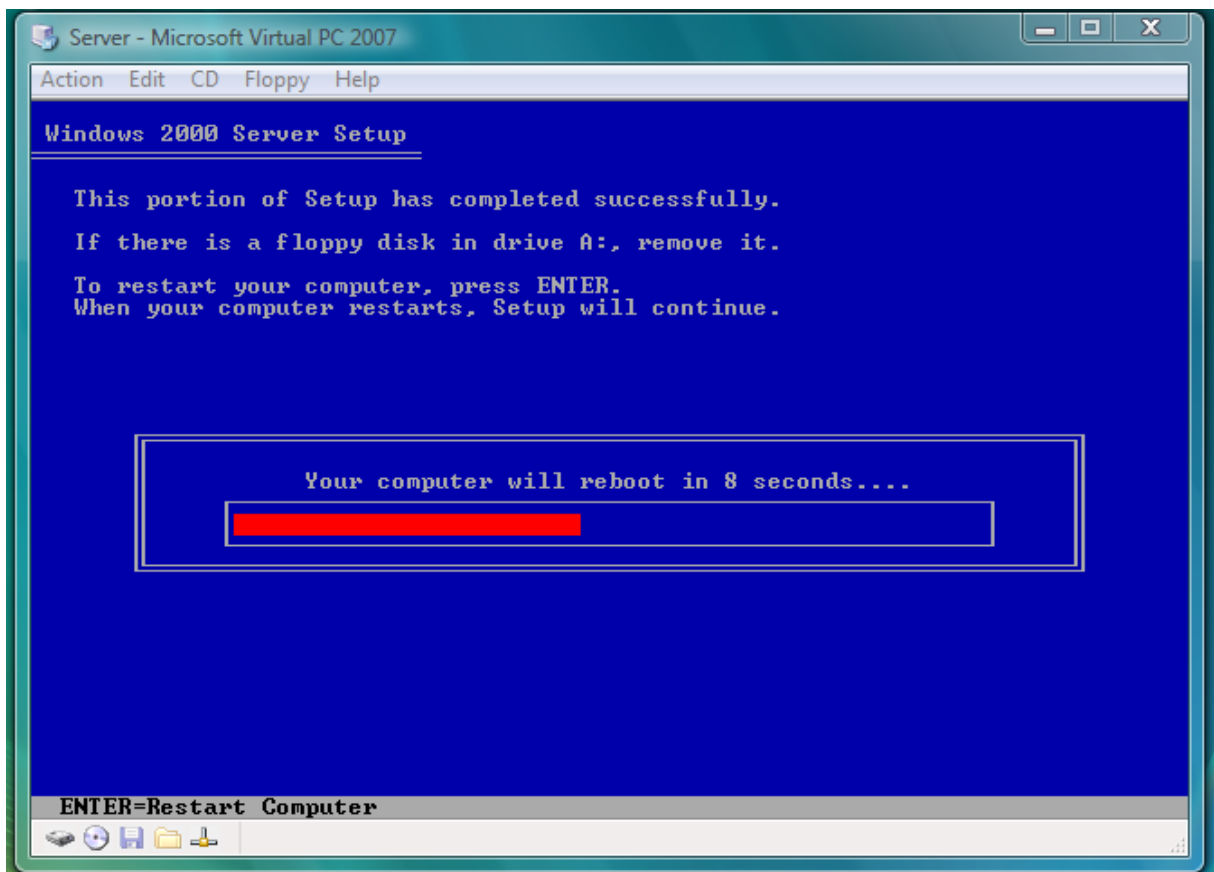 Server - Microsoft Virtual PC 2007
Action Edit CD Floppy Help
Windows 2000 Server Setup
This portion of Setup has completed successfully.
If there is a floppy disk in drive A:, remove it.
To restart your computer, press ENTER.
When your computer restarts, Setup will continue.
Your computer will reboot in 8 seconds....
ENTER=Restart Computer